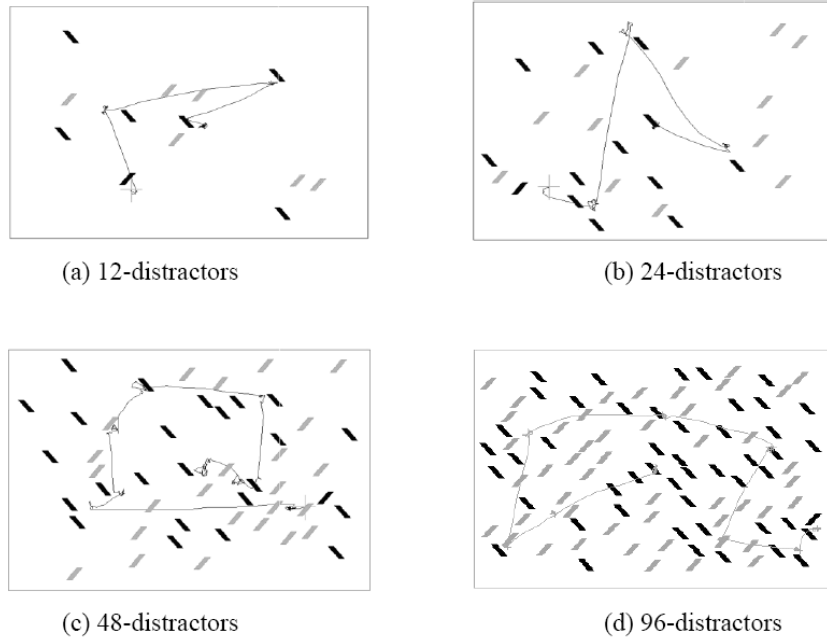 (a) 12-distractors
(b) 24-distractors
(c) 48-distractors
(d) 96-distractors